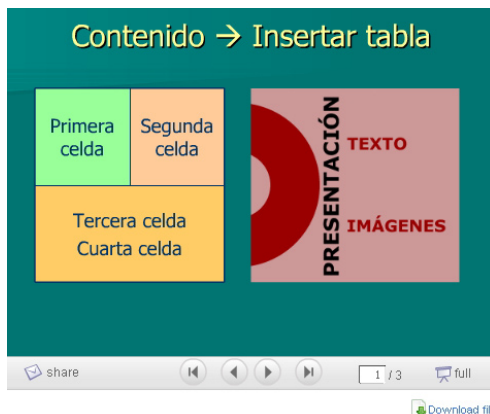 Contenido → Insertar tabla
Primera
celda
Segunda
celda
Tercera celda
Cuarta celda
PRESENTACIÓN
TEXTO
IMÁGENES
share
1 / 3
full
Download fil